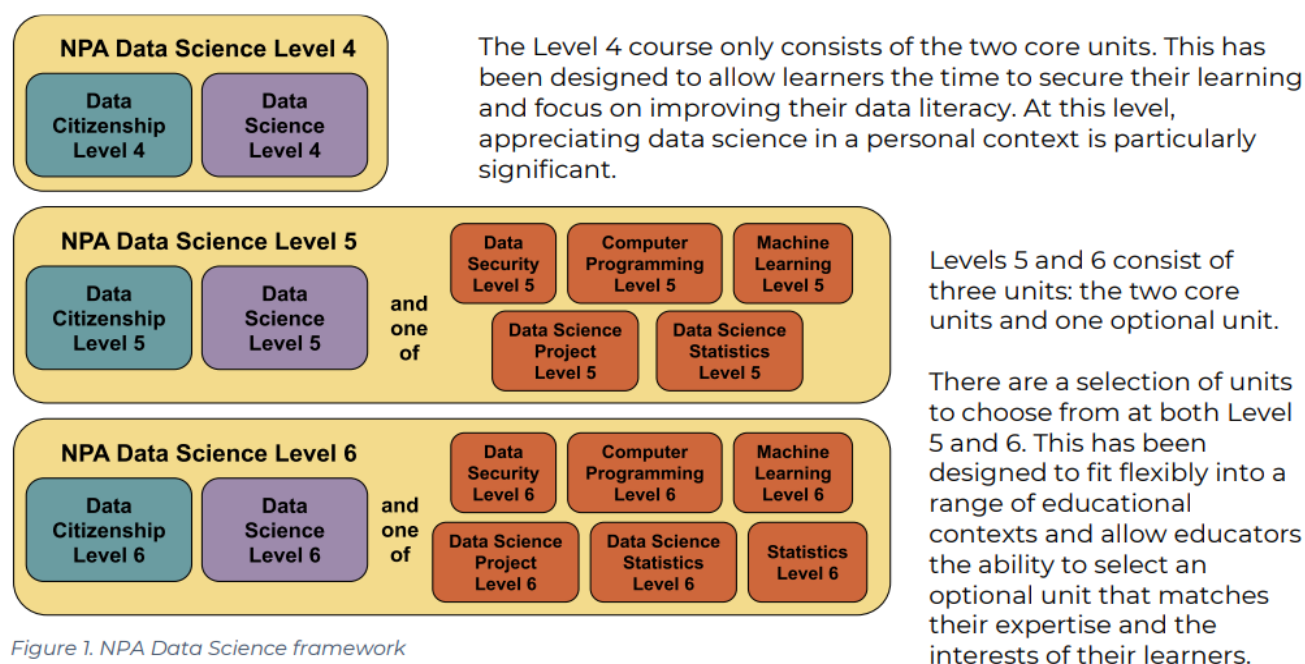 NPA Data Science Level 4
Data
Citizenship
Level 4
Data
Science
Level 4
The Level 4 course only consists of the two core units. This has
been designed to allow learners the time to secure their learning
and focus on improving their data literacy. At this level,
appreciating data science in a personal context is particularly
significant.
NPA Data Science Level 5
Data
Citizenship
Level 5
Data
Science
Level 5
and
one
of
Data
Security
Level 5
Computer
Programming
Level 5
Machine
Learning
Level 5
Data Science
Project
Level 5
Data Science
Statistics
Level 5
NPA Data Science Level 6
Data
Citizenship
Level 6
Data
Science
Level 6
and
one
of
Data
Security
Level 6
Computer
Programming
Level 6
Machine
Learning
Level 6
Data Science
Project
Level 6
Data Science
Statistics
Level 6
Statistics
Level 6
Levels 5 and 6 consist of
three units: the two core
units and one optional unit.
There are a selection of units
to choose from at both Level
5 and 6. This has been
designed to fit flexibly into a
range of educational
contexts and allow educators
the ability to select an
optional unit that matches
their expertise and the
interests of their learners.
Figure 1. NPA Data Science framework